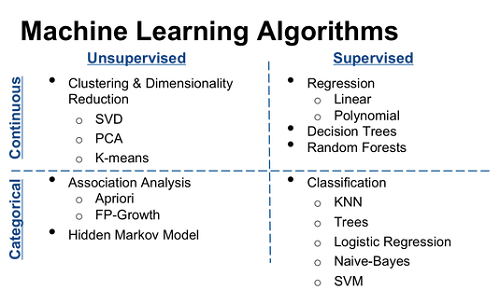 Machine Learning Algorithms
Unsupervised
Supervised
Continuous
• Clustering & Dimensionality
Reduction
o SVD
o PCA
o K-means
• Regression
o Linear
o Polynomial
• Decision Trees
• Random Forests
Categorical
• Association Analysis
o Apriori
o FP-Growth
• Hidden Markov Model
• Classification
o KNN
o Trees
o Logistic Regression
o Naive-Bayes
o SVM